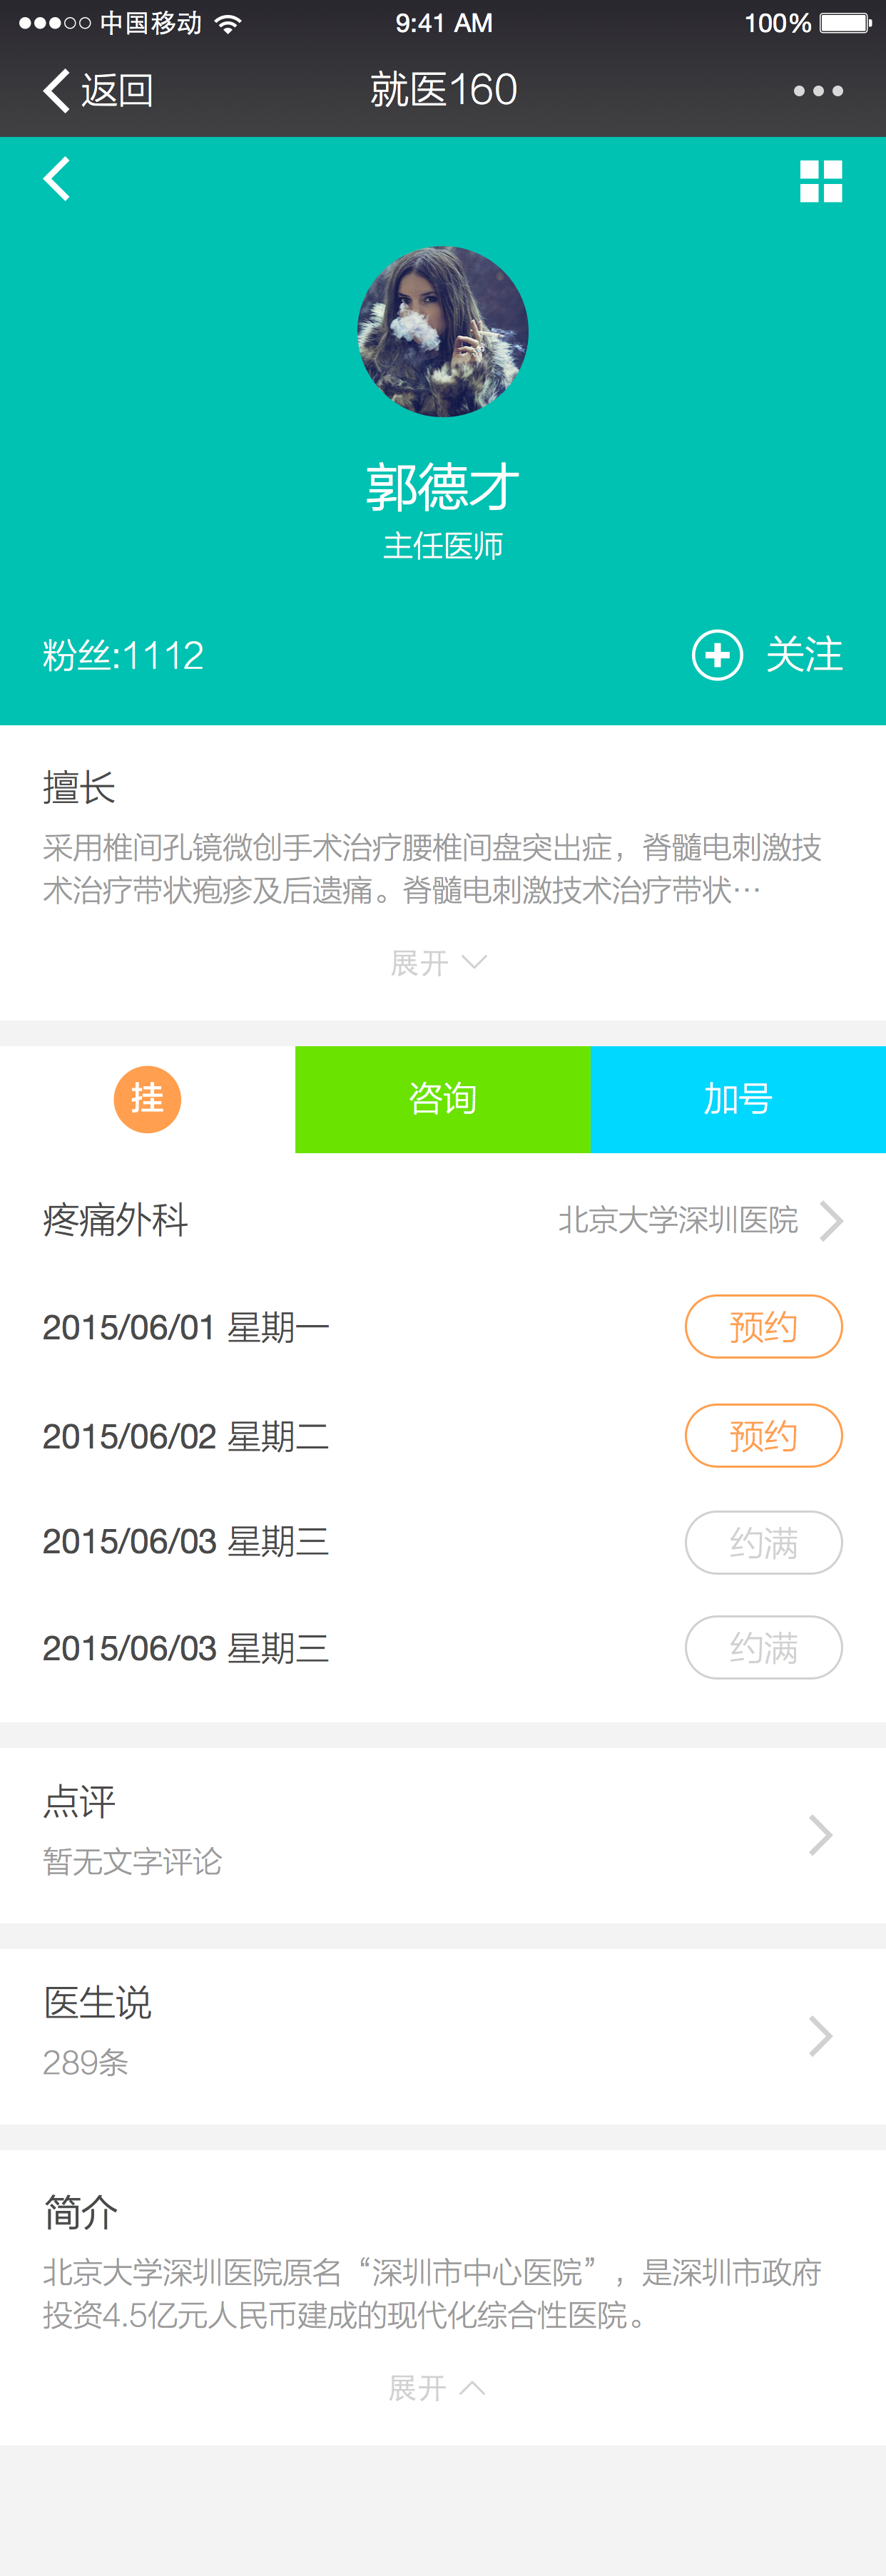 中国移动 9:41 AM 100%
返回 就医160
郭德才
主任医师
粉丝:1112 关注
擅长
采用椎间孔镜微创手术治疗腰椎间盘突出症，脊髓电刺激技
术治疗带状疱疹及后遗痛。脊髓电刺激技术治疗带状…
展开
挂 咨询 加号
疼痛外科 北京大学深圳医院
2015/06/01 星期一 预约
2015/06/02 星期二 预约
2015/06/03 星期三 约满
2015/06/03 星期三 约满
点评
暂无文字评论
医生说
289条
简介
北京大学深圳医院原名“深圳市中心医院”，是深圳市政府
投资4.5亿元人民币建成的现代化综合性医院。
展开